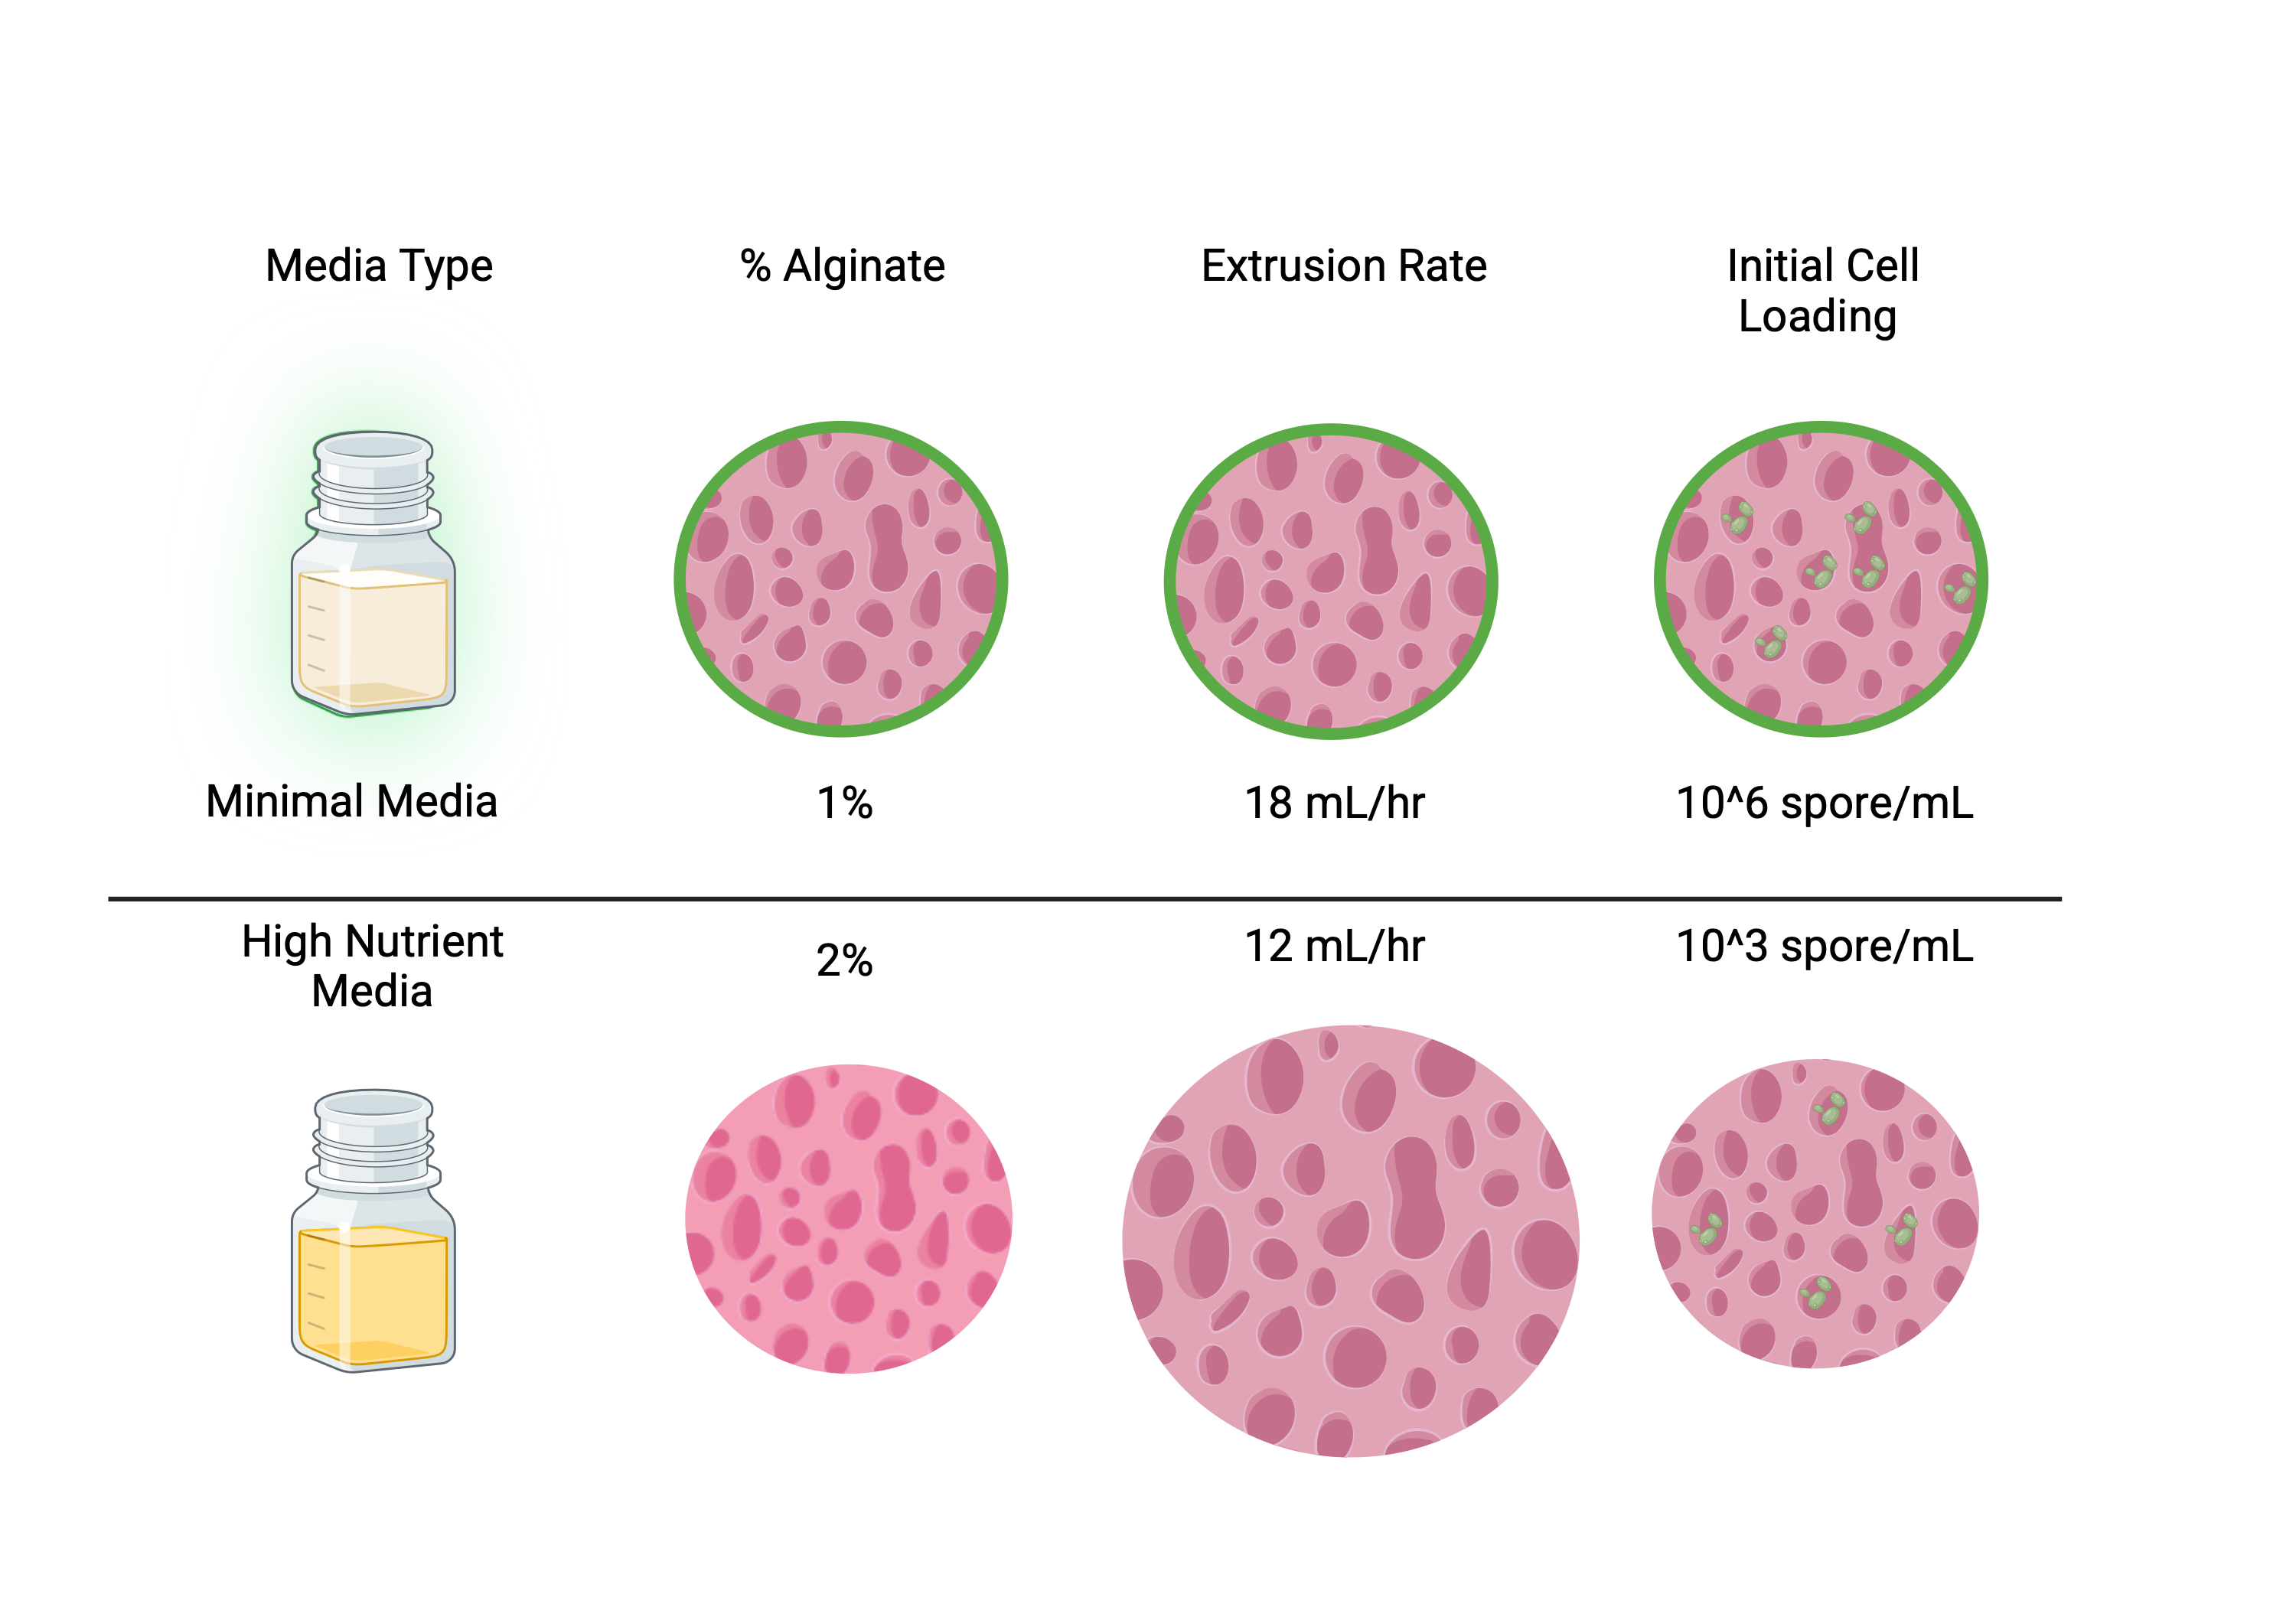 Media Type
% Alginate
Extrusion Rate
Initial Cell
Loading
Minimal Media
1%
18 mL/hr
10^6 spore/mL
High Nutrient
Media
2%
12 mL/hr
10^3 spore/mL